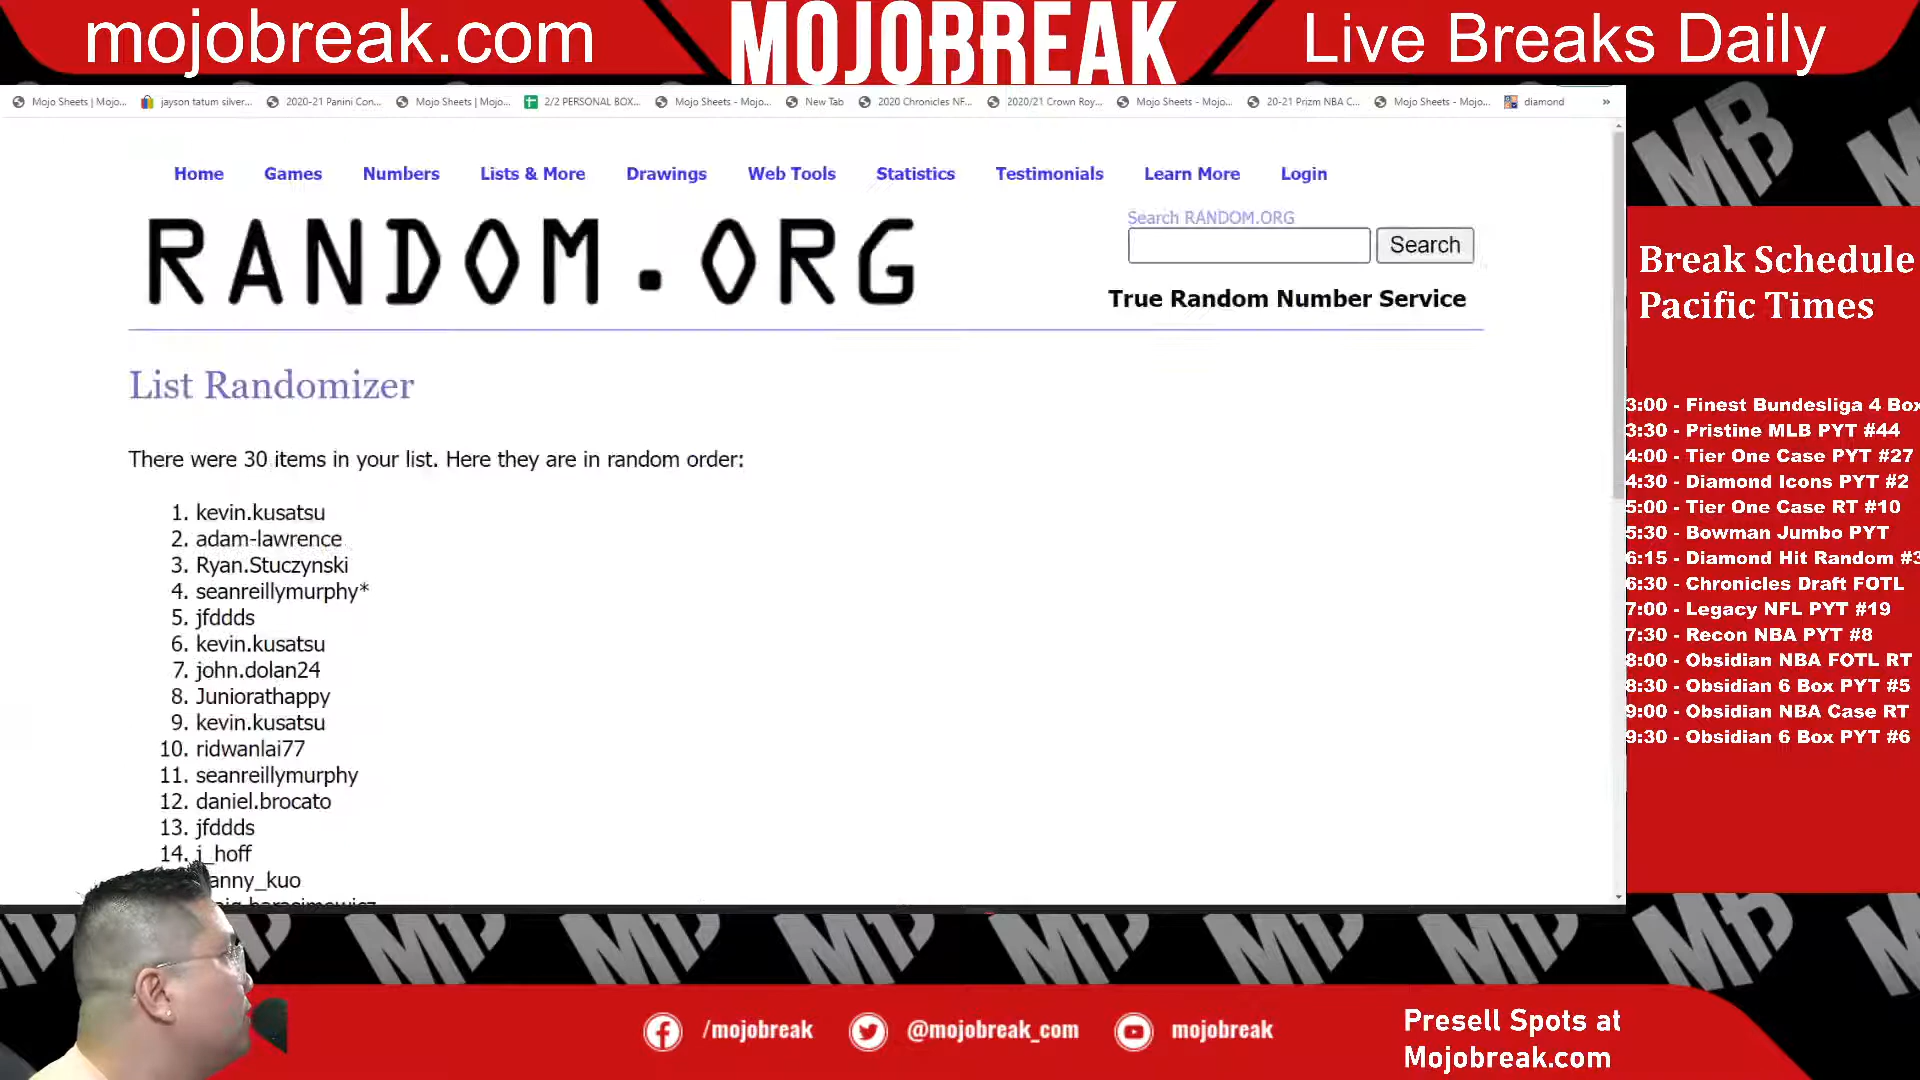 mojobreak.com
MOJOBREAK
Live Breaks Daily
Mojo Sheets | Mojo...
jayson tatum silver...
2020-21 Panini Con...
Mojo Sheets | Mojo...
2/2 PERSONAL BOX...
Mojo Sheets - Mojo...
New Tab
2020 Chronicles NF...
2020/21 Crown Roy...
Mojo Sheets - Mojo...
20-21 Prizm NBA C...
Mojo Sheets - Mojo...
diamond
»
Home Games Numbers Lists & More Drawings Web Tools Statistics Testimonials Learn More Login
RANDOM.ORG
Search RANDOM.ORG
Search
True Random Number Service
List Randomizer
There were 30 items in your list. Here they are in random order:
1. kevin.kusatsu
2. adam-lawrence
3. Ryan.Stuczynski
4. seanreillymurphy*
5. jfddds
6. kevin.kusatsu
7. john.dolan24
8. Juniorathappy
9. kevin.kusatsu
10. ridwanlai77
11. seanreillymurphy
12. daniel.brocato
13. jfddds
14. j_hoff
anny_kuo
Break Schedule
Pacific Times
3:00 - Finest Bundesliga 4 Box
3:30 - Pristine MLB PYT #44
4:00 - Tier One Case PYT #27
4:30 - Diamond Icons PYT #2
5:00 - Tier One Case RT #10
5:30 - Bowman Jumbo PYT
6:15 - Diamond Hit Random #3
6:30 - Chronicles Draft FOTL
7:00 - Legacy NFL PYT #19
7:30 - Recon NBA PYT #8
8:00 - Obsidian NBA FOTL RT
8:30 - Obsidian 6 Box PYT #5
9:00 - Obsidian NBA Case RT
9:30 - Obsidian 6 Box PYT #6
/mojobreak
@mojobreak_com
mojobreak
Presell Spots at
Mojobreak.com